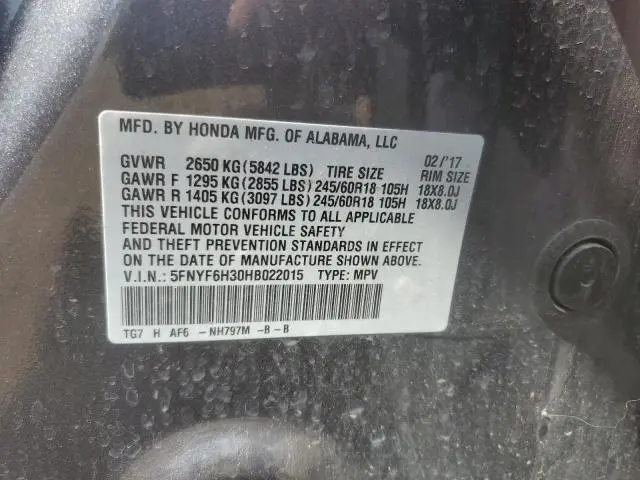 MFD. BY HONDA MFG. OF ALABAMA, LLC
GVWR 2650 KG(5842 LBS) TIRE SIZE 02/'17 RIM SIZE
GAWR F 1295 KG(2855 LBS) 245/60R18 105H 18X8.0J
GAWR R 1405 KG(3097 LBS) 245/60R18 105H 18X8.0J
THIS VEHICLE CONFORMS TO ALL APPLICABLE
FEDERAL MOTOR VEHICLE SAFETY
AND THEFT PREVENTION STANDARDS IN EFFECT
ON THE DATE OF MANUFACTURE SHOWN ABOVE.
V.I.N.: 5FNYF6H30HB022015 TYPE: MPV
TG7 H AF6 -NH797M -B-B